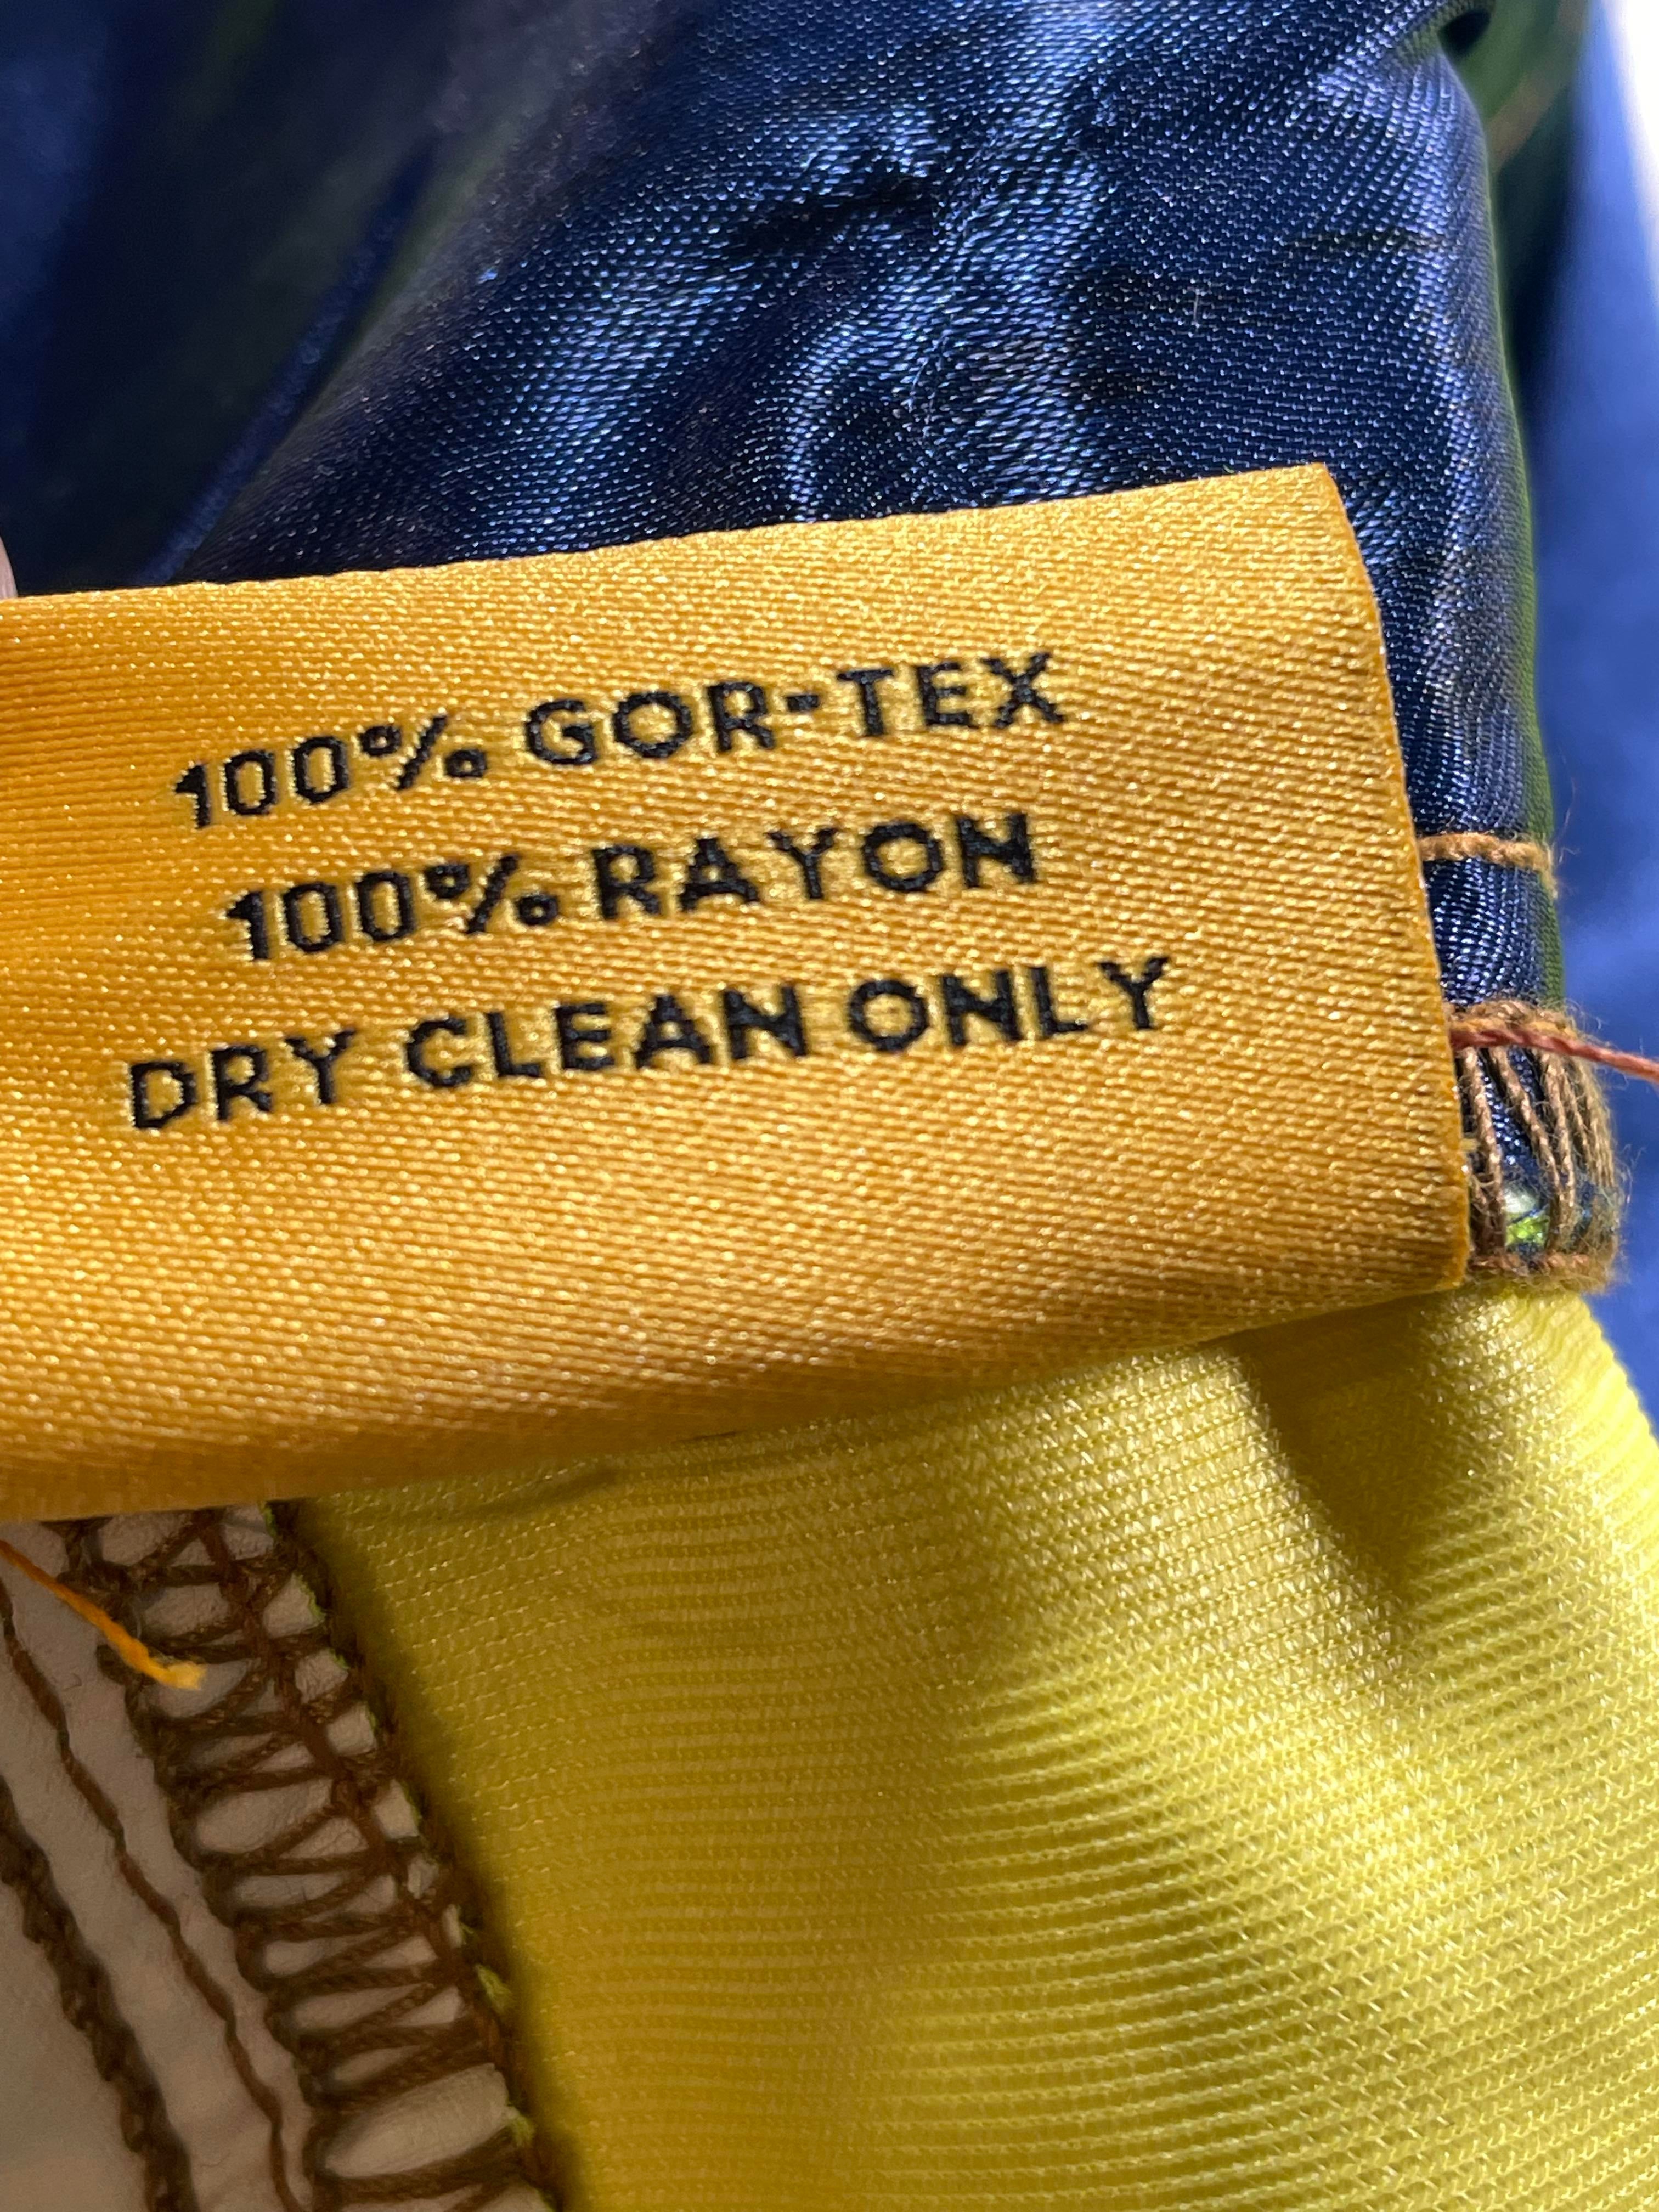 100% GOR-TEX
100% RAYON
DRY CLEAN ONLY